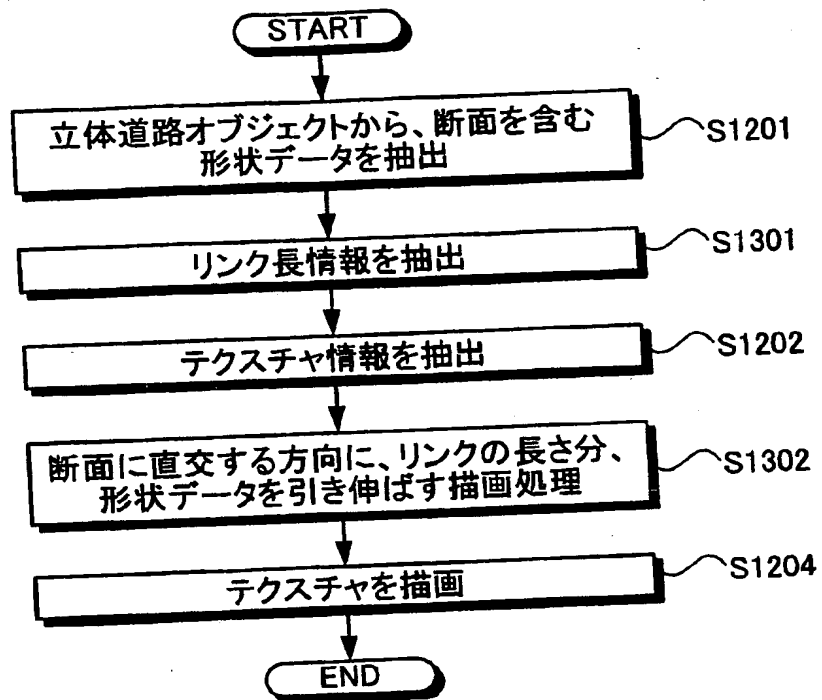 START
立体道路オブジェクトから、断面を含む
形状データを抽出
S1201
リンク長情報を抽出
S1301
テクスチャ情報を抽出
S1202
断面に直交する方向に、リンクの長さ分、
形状データを引き伸ばす描画処理
S1302
テクスチャを描画
S1204
END